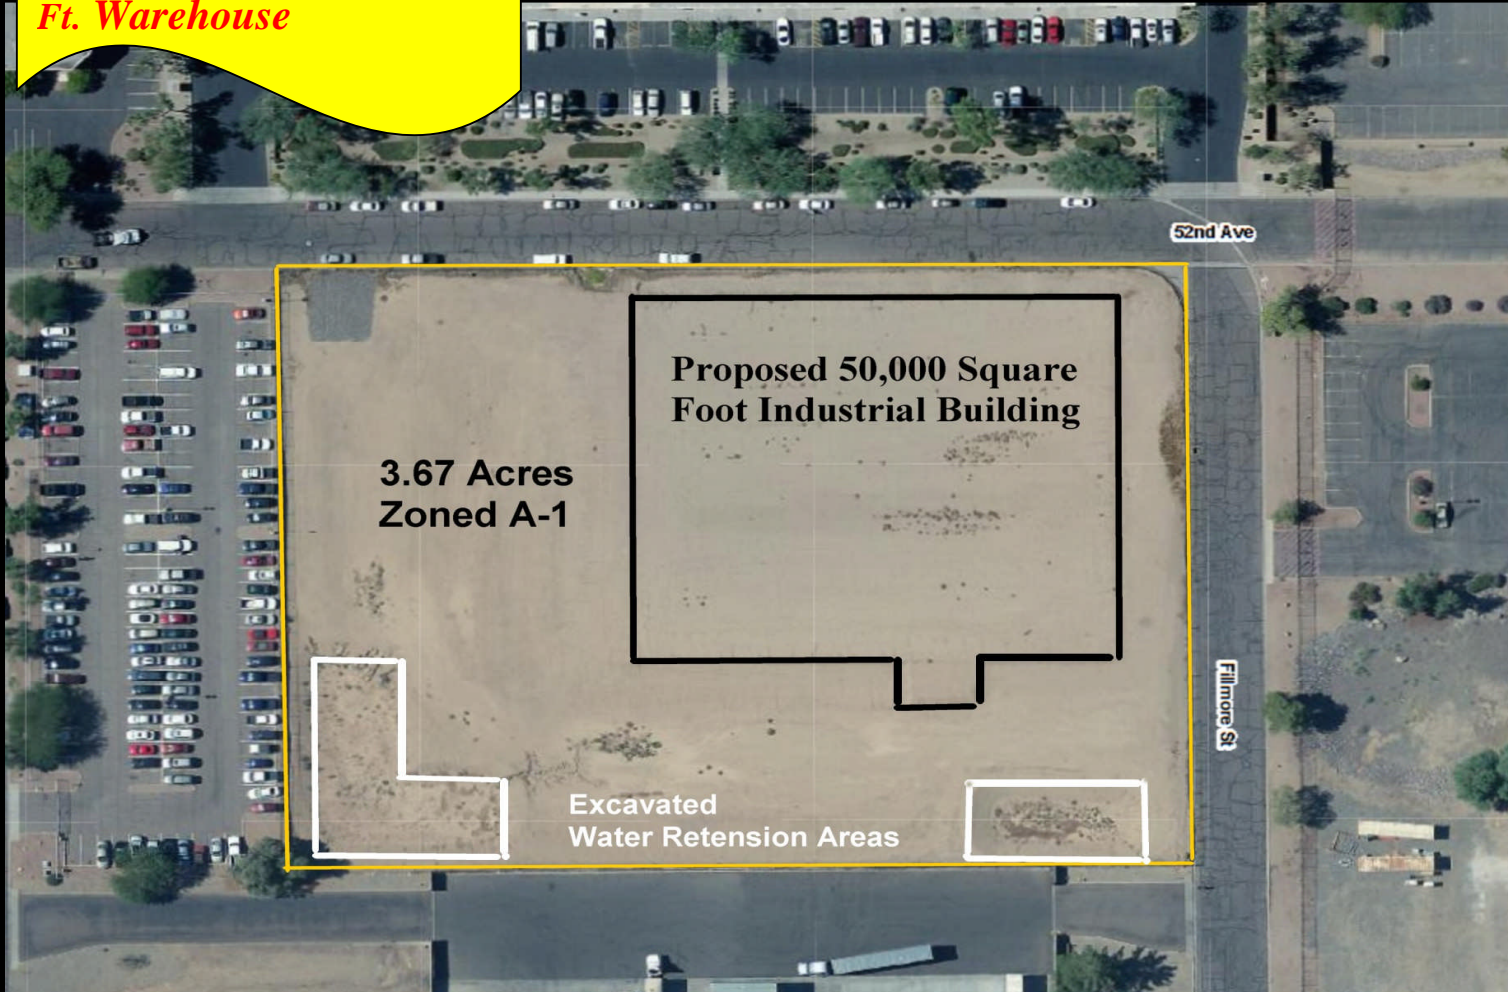 Ft. Warehouse
52nd Ave
Proposed 50,000 Square
Foot Industrial Building
3.67 Acres
Zoned A-1
Fillmore St
Excavated
Water Retension Areas